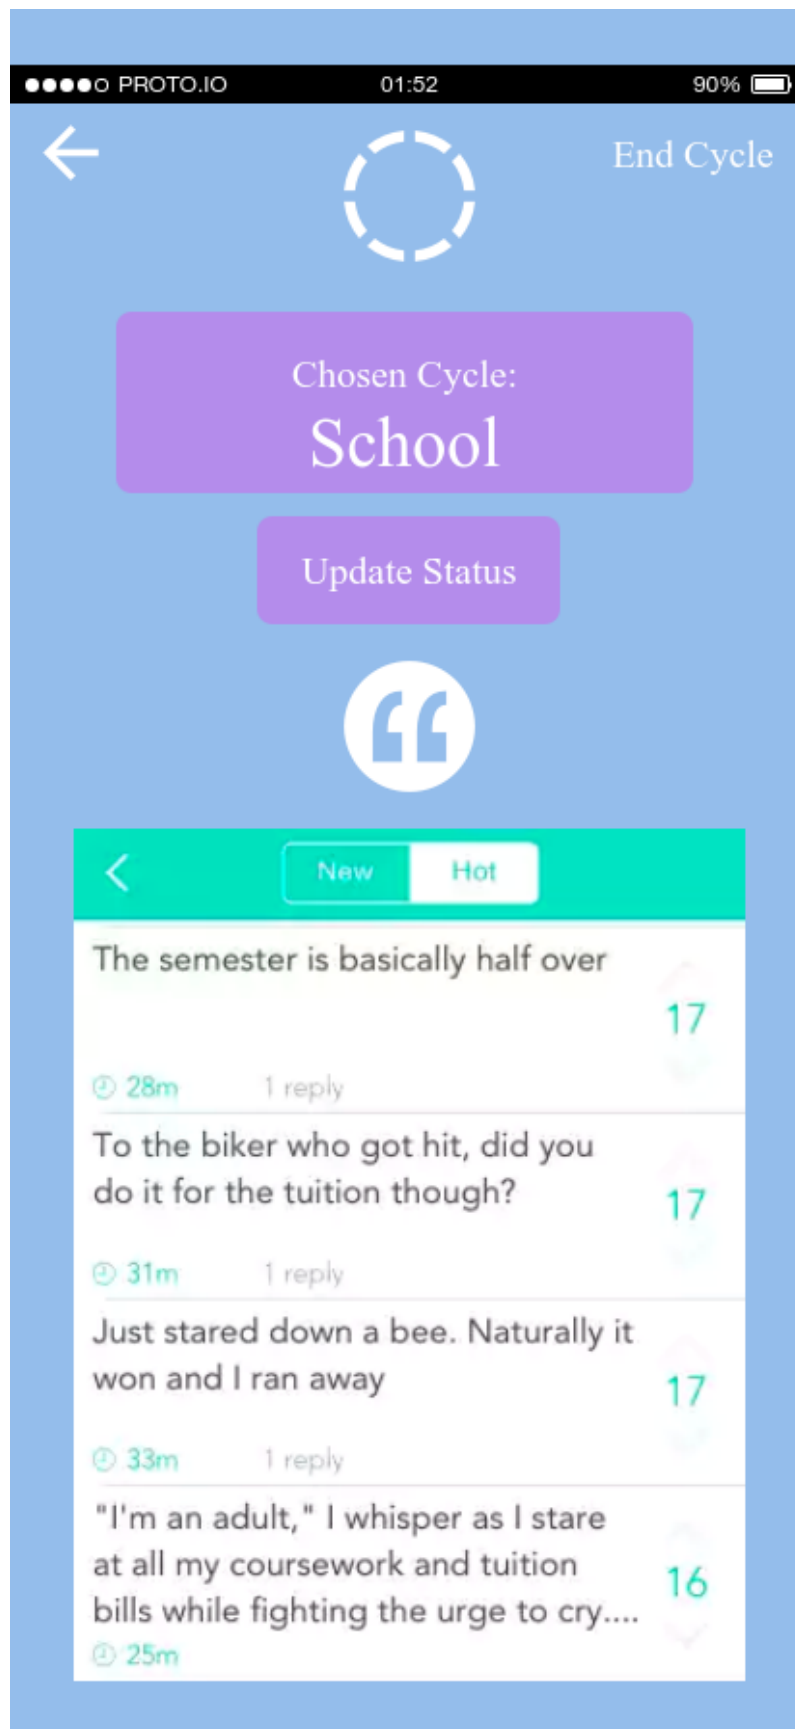 PROTO.IO 01:52 90%
End Cycle
Chosen Cycle:
School
Update Status
New Hot
The semester is basically half over
17
28m 1 reply
To the biker who got hit, did you
do it for the tuition though?
17
31m 1 reply
Just stared down a bee. Naturally it
won and I ran away
17
33m 1 reply
"I'm an adult," I whisper as I stare
at all my coursework and tuition
bills while fighting the urge to cry....
16
25m